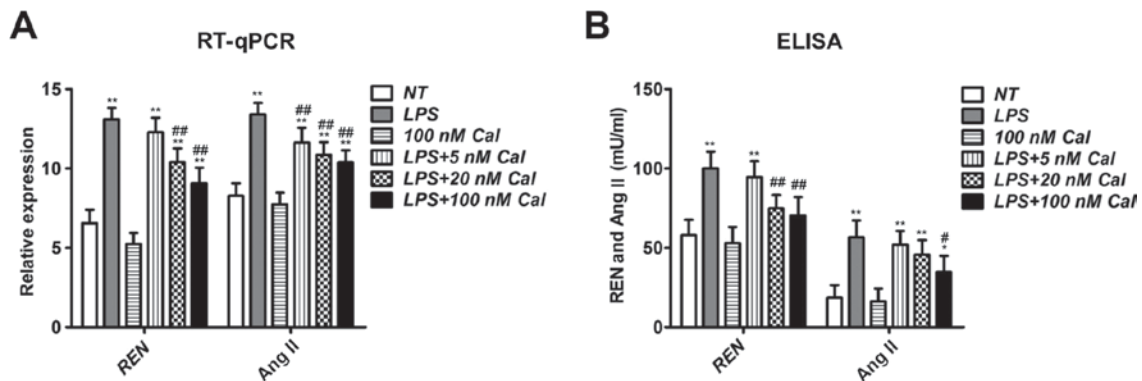 A
RT-qPCR
Relative expression
15
10
5
0
**
**
##
**
##
**
**
##
**
##
**
##
**
REN
Ang II
NT
LPS
100 nM Cal
LPS+5 nM Cal
LPS+20 nM Cal
LPS+100 nM Cal
B
ELISA
REN and Ang II (mU/ml)
150
100
50
0
**
**
##
##
**
**
**
#
*
REN
Ang II
NT
LPS
100 nM Cal
LPS+5 nM Cal
LPS+20 nM Cal
LPS+100 nM Cal